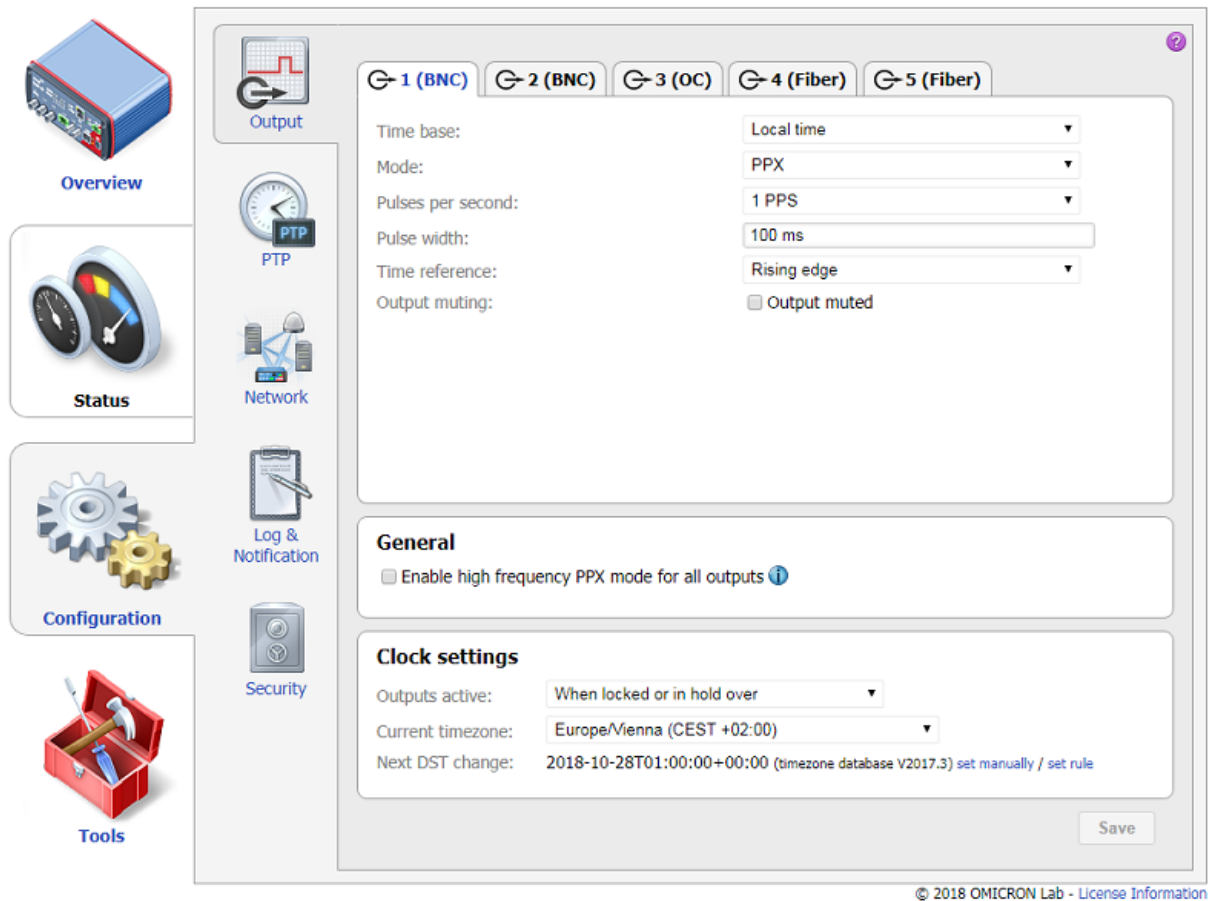 Overview
Status
Configuration
Tools
Output
PTP
PTP
Network
Log &
Notification
Security
1 (BNC) 2 (BNC) 3 (OC) 4 (Fiber) 5 (Fiber)
Time base: Local time
Mode: PPX
Pulses per second: 1 PPS
Pulse width: 100 ms
Time reference: Rising edge
Output muting: Output muted
General
Enable high frequency PPX mode for all outputs
Clock settings
Outputs active: When locked or in hold over
Current timezone: Europe/Vienna (CEST +02:00)
Next DST change: 2018-10-28T01:00:00+00:00 (timezone database V2017.3) set manually / set rule
Save
© 2018 OMICRON Lab - License Information